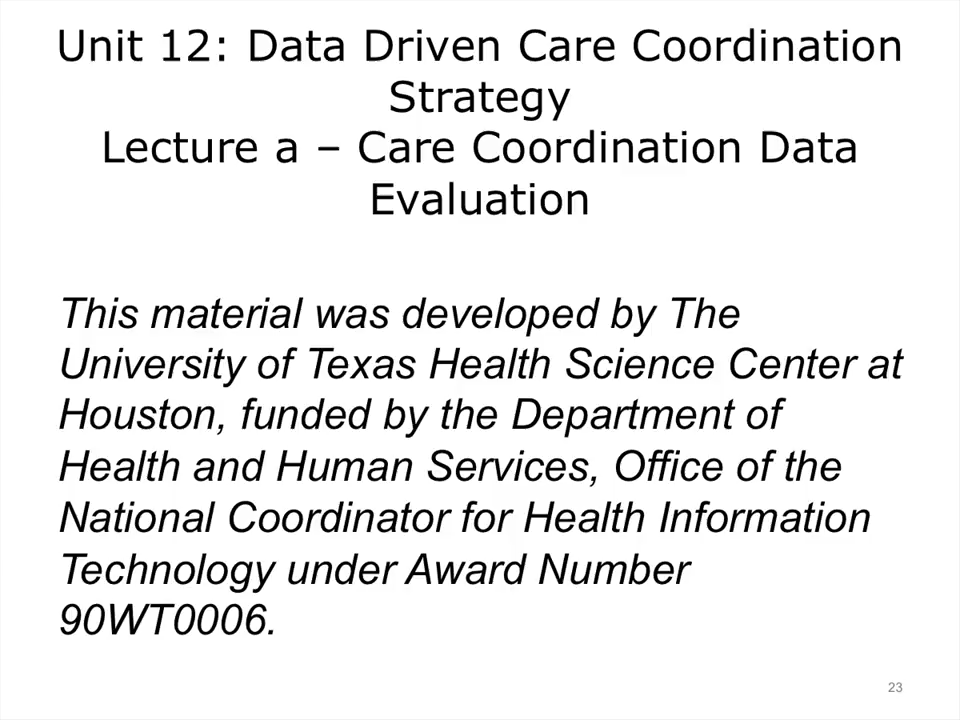 Unit 12: Data Driven Care Coordination
Strategy
Lecture a – Care Coordination Data
Evaluation
This material was developed by The
University of Texas Health Science Center at
Houston, funded by the Department of
Health and Human Services, Office of the
National Coordinator for Health Information
Technology under Award Number
90WT0006.
23